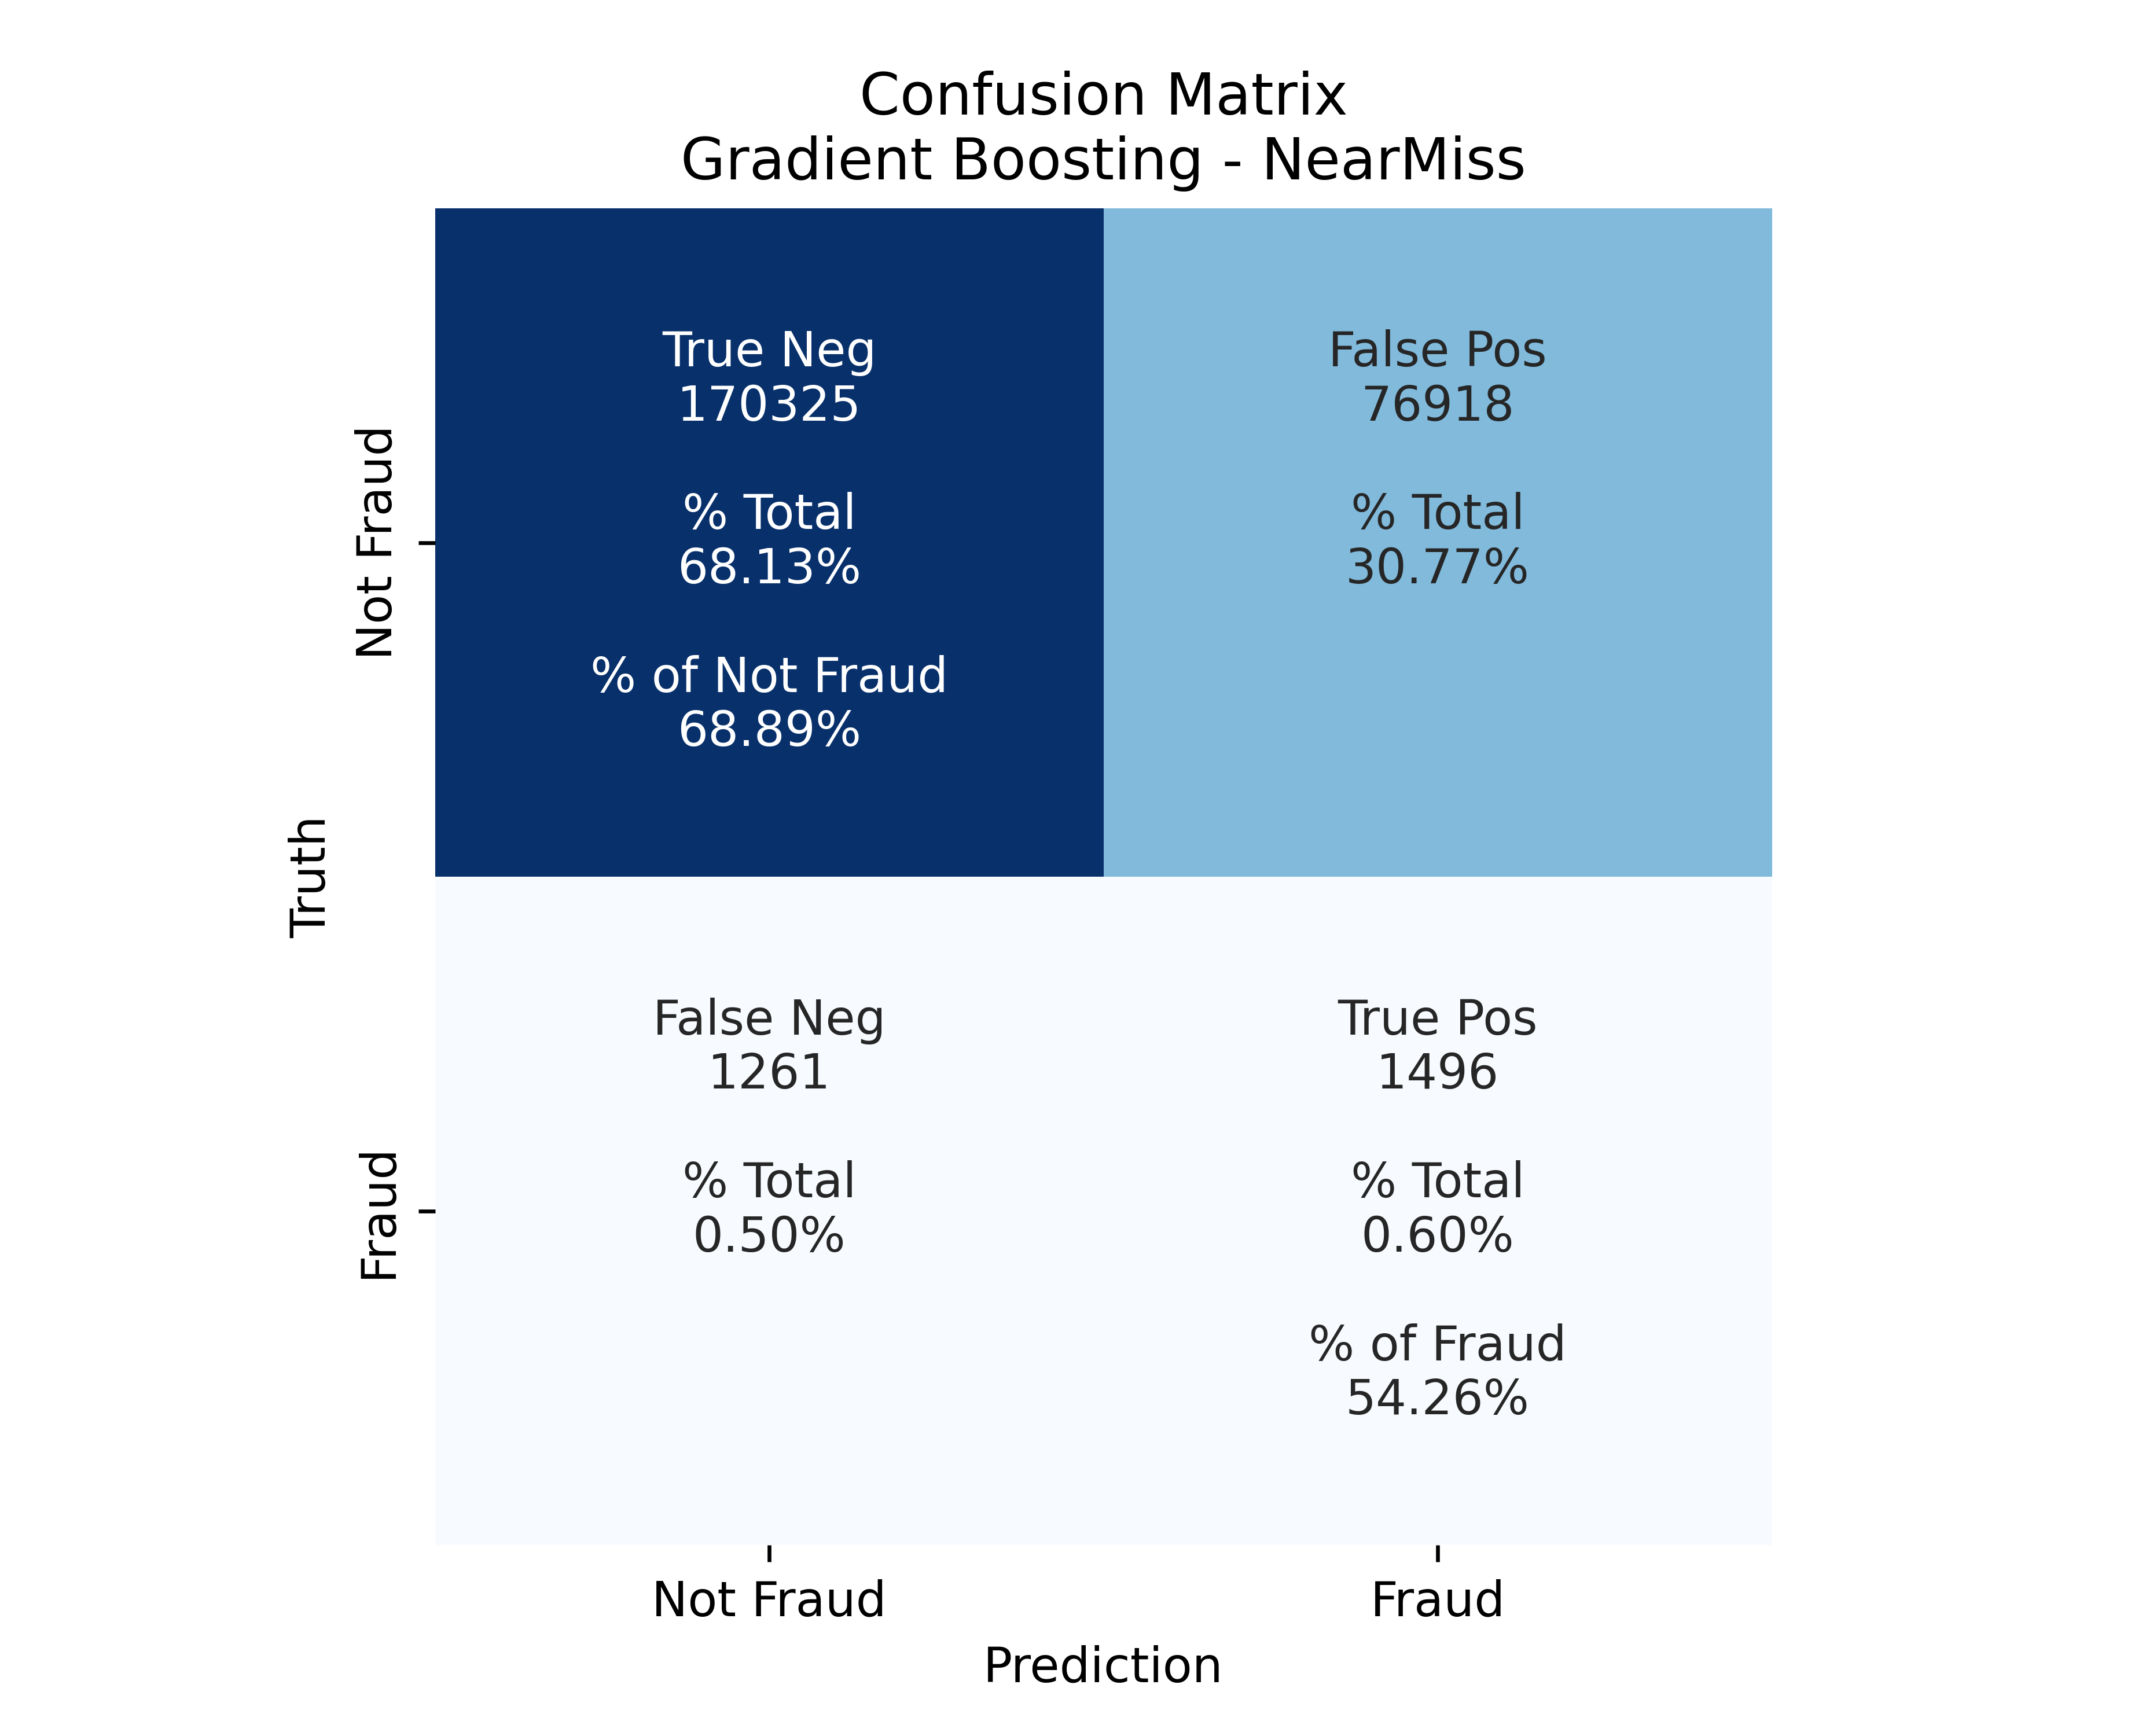 Confusion Matrix
Gradient Boosting - NearMiss
True Neg
170325
% Total
68.13%
% of Not Fraud
68.89%
False Pos
76918
% Total
30.77%
False Neg
1261
% Total
0.50%
True Pos
1496
% Total
0.60%
% of Fraud
54.26%
Not Fraud
Fraud
Truth
Not Fraud
Fraud
Prediction